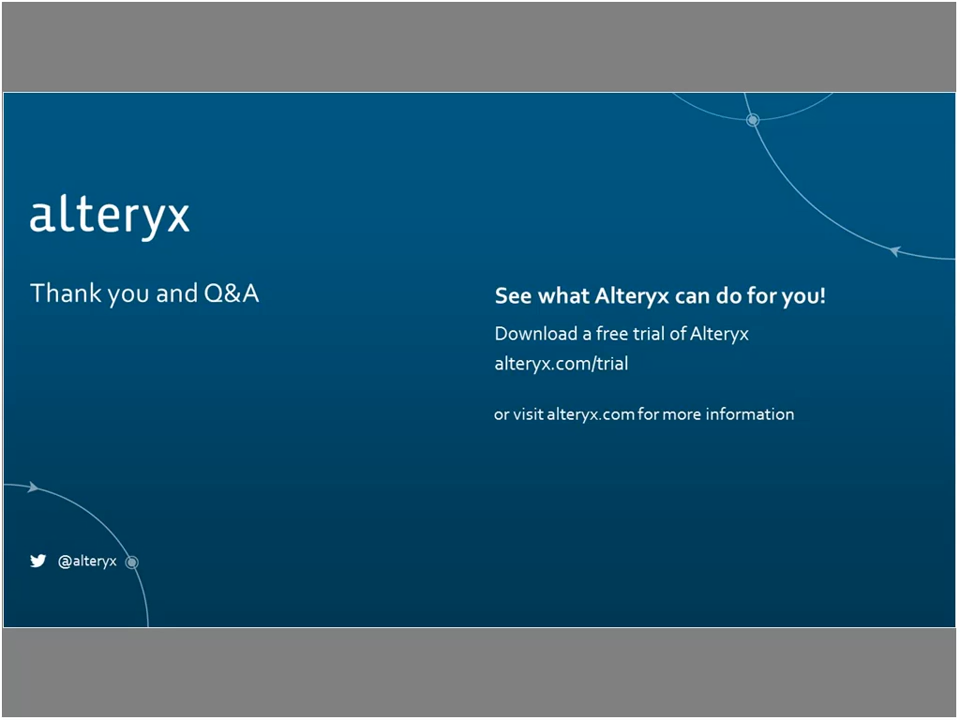 alteryx
Thank you and Q&A
See what Alteryx can do for you!
Download a free trial of Alteryx
alteryx.com/trial
or visit alteryx.com for more information
@alteryx